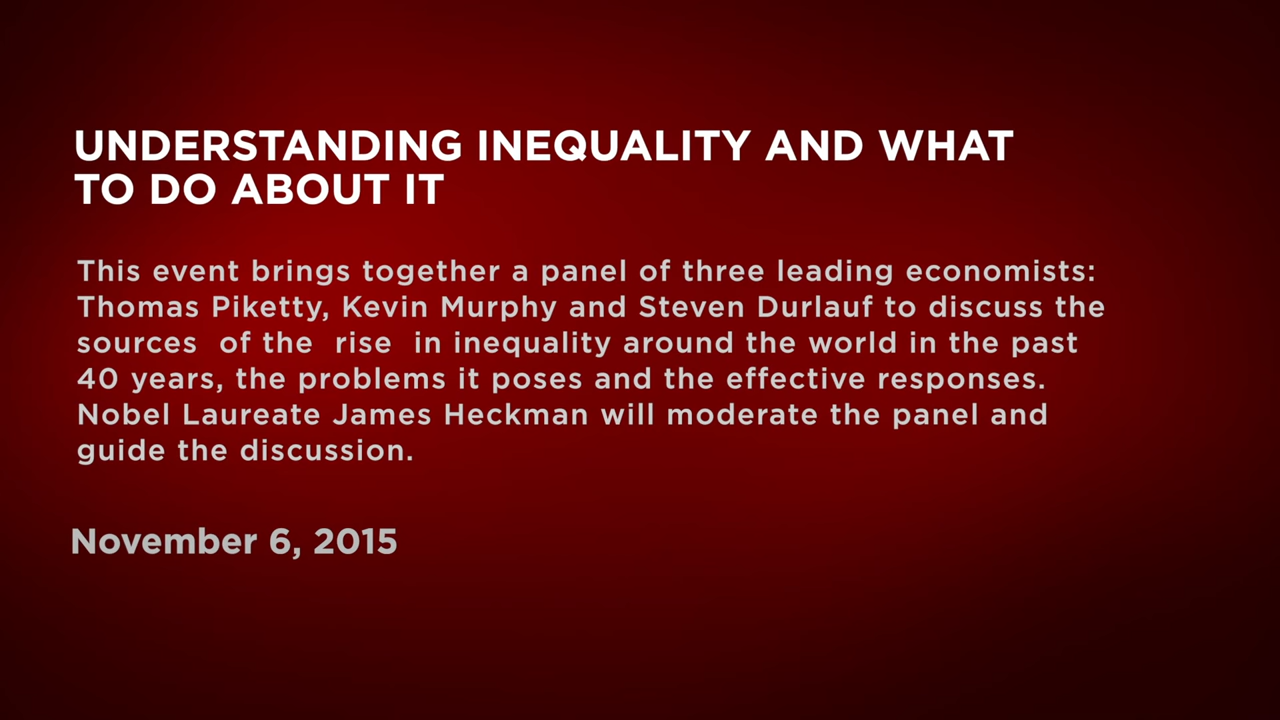 UNDERSTANDING INEQUALITY AND WHAT
TO DO ABOUT IT
This event brings together a panel of three leading economists:
Thomas Piketty, Kevin Murphy and Steven Durlauf to discuss the
sources of the rise in inequality around the world in the past
40 years, the problems it poses and the effective responses.
Nobel Laureate James Heckman will moderate the panel and
guide the discussion.
November 6, 2015